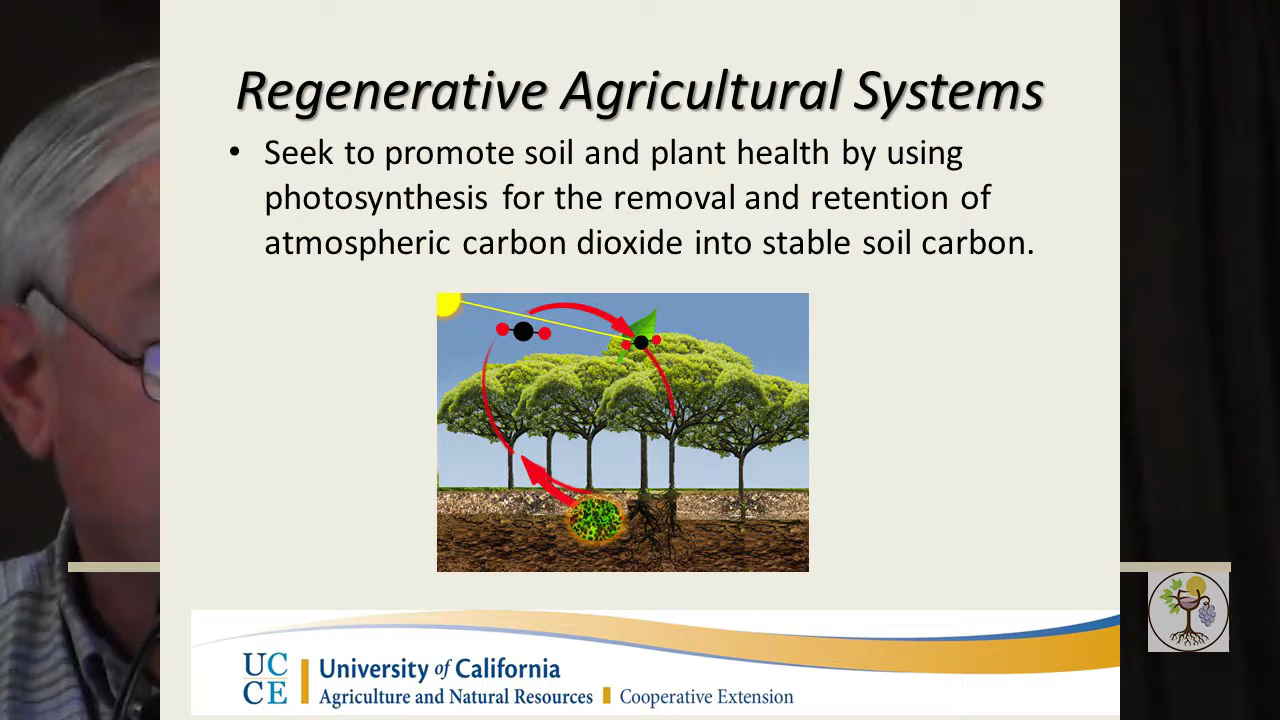 Regenerative Agricultural Systems
• Seek to promote soil and plant health by using
photosynthesis for the removal and retention of
atmospheric carbon dioxide into stable soil carbon.
UC
CE
University of California
Agriculture and Natural Resources Cooperative Extension